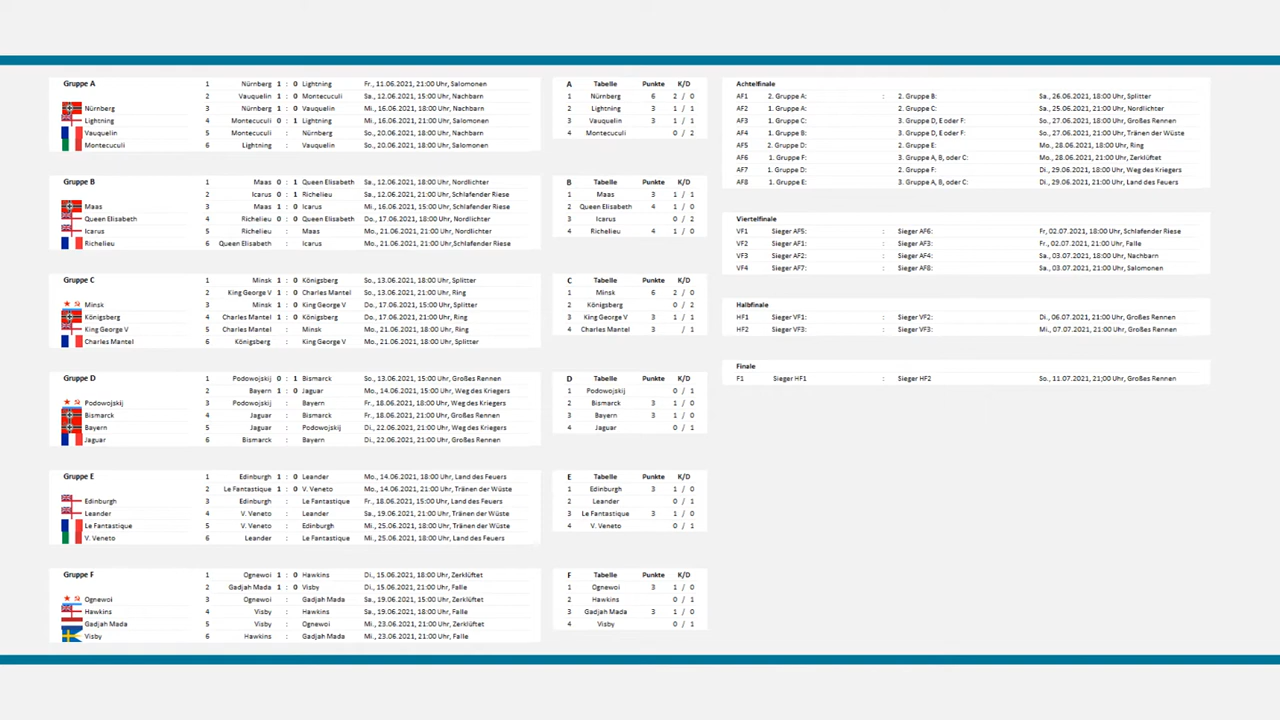 Gruppe A
1 Nürnberg 1 : 0 Lightning Fr., 11.06.2021, 21:00 Uhr, Salomonen
2 Vauquelin 1 : 0 Montecuculi Sa., 12.06.2021, 15:00 Uhr, Nachbarn
Nürnberg 3 Nürnberg 1 : 0 Vauquelin Mi., 16.06.2021, 18:00 Uhr, Nachbarn
Lightning 4 Montecuculi 0 : 1 Lightning Mi., 16.06.2021, 21:00 Uhr, Salomonen
Vauquelin 5 Montecuculi : Nürnberg So., 20.06.2021, 18:00 Uhr, Nachbarn
Montecuculi 6 Lightning : Vauquelin So., 20.06.2021, 18:00 Uhr, Salomonen
Gruppe B
1 Maas 0 : 1 Queen Elisabeth Sa., 12.06.2021, 18:00 Uhr, Nordlichter
2 Icarus 0 : 1 Richelieu Sa., 12.06.2021, 21:00 Uhr, Schlafender Riese
Maas 3 Maas 1 : 0 Icarus Mi., 16.06.2021, 15:00 Uhr, Schlafender Riese
Queen Elisabeth 4 Richelieu 0 : 0 Queen Elisabeth Do., 17.06.2021, 18:00 Uhr, Nordlichter
Icarus 5 Richelieu : Maas Mo., 21.06.2021, 21:00 Uhr, Nordlichter
Richelieu 6 Queen Elisabeth : Icarus Mo., 21.06.2021, 21:00 Uhr,Schlafender Riese
Gruppe C
1 Minsk 1 : 0 Königsberg So., 13.06.2021, 18:00 Uhr, Splitter
2 King George V 1 : 0 Charles Mantel So., 13.06.2021, 21:00 Uhr, Ring
Minsk 3 Minsk 1 : 0 King George V Do., 17.06.2021, 15:00 Uhr, Splitter
Königsberg 4 Charles Mantel 1 : 0 Königsberg Do., 17.06.2021, 21:00 Uhr, Ring
King George V 5 Charles Mantel : Minsk Mo., 21.06.2021, 18:00 Uhr, Ring
Charles Mantel 6 Königsberg : King George V Mo., 21.06.2021, 18:00 Uhr, Splitter
Gruppe D
1 Podowojskij 0 : 1 Bismarck So., 13.06.2021, 15:00 Uhr, Großes Rennen
2 Bayern 1 : 0 Jaguar Mo., 14.06.2021, 15:00 Uhr, Weg des Kriegers
Podowojskij 3 Podowojskij : Bayern Fr., 18.06.2021, 18:00 Uhr, Weg des Kriegers
Bismarck 4 Jaguar : Bismarck Fr., 18.06.2021, 21:00 Uhr, Großes Rennen
Bayern 5 Jaguar : Podowojskij Di., 22.06.2021, 21:00 Uhr, Weg des Kriegers
Jaguar 6 Bismarck : Bayern Di., 22.06.2021, 21:00 Uhr, Großes Rennen
Gruppe E
1 Edinburgh 1 : 0 Leander Mo., 14.06.2021, 18:00 Uhr, Land des Feuers
2 Le Fantastique 1 : 0 V. Veneto Mo., 14.06.2021, 21:00 Uhr, Tränen der Wüste
Edinburgh 3 Edinburgh : Le Fantastique Fr., 18.06.2021, 15:00 Uhr, Land des Feuers
Leander 4 V. Veneto : Leander Sa., 19.06.2021, 21:00 Uhr, Tränen der Wüste
Le Fantastique 5 V. Veneto : Edinburgh Mi., 25.06.2021, 18:00 Uhr, Tränen der Wüste
V. Veneto 6 Leander : Le Fantastique Mi., 25.06.2021, 18:00 Uhr, Land des Feuers
Gruppe F
1 Ognewoi 1 : 0 Hawkins Di., 15.06.2021, 18:00 Uhr, Zerklüftet
2 Gadjah Mada 1 : 0 Visby Di., 15.06.2021, 21:00 Uhr, Falle
Ognewoi 3 Ognewoi : Gadjah Mada Sa., 19.06.2021, 15:00 Uhr, Zerklüftet
Hawkins 4 Visby : Hawkins Sa., 19.06.2021, 18:00 Uhr, Falle
Gadjah Mada 5 Visby : Ognewoi Mi., 23.06.2021, 21:00 Uhr, Zerklüftet
Visby 6 Hawkins : Gadjah Mada Mi., 23.06.2021, 21:00 Uhr, Falle
A Tabelle Punkte K/D
1 Nürnberg 6 2 / 0
2 Lightning 3 1 / 1
3 Vauquelin 3 1 / 1
4 Montecuculi 0 / 2
B Tabelle Punkte K/D
1 Maas 3 1 / 1
2 Queen Elisabeth 4 1 / 0
3 Icarus 0 / 2
4 Richelieu 4 1 / 0
C Tabelle Punkte K/D
1 Minsk 6 2 / 0
2 Königsberg 0 / 2
3 King George V 3 1 / 1
4 Charles Mantel 3 / 1
D Tabelle Punkte K/D
1 Podowojskij 0 / 1
2 Bismarck 3 1 / 0
3 Bayern 3 1 / 0
4 Jaguar 0 / 1
E Tabelle Punkte K/D
1 Edinburgh 3 1 / 0
2 Leander 0 / 1
3 Le Fantastique 3 1 / 0
4 V. Veneto 0 / 1
F Tabelle Punkte K/D
1 Ognewoi 3 1 / 0
2 Hawkins 0 / 1
3 Gadjah Mada 3 1 / 0
4 Visby 0 / 1
Achtelfinale
AF1 2. Gruppe A: : 2. Gruppe B: Sa., 26.06.2021, 18:00 Uhr, Splitter
AF2 1. Gruppe A: 2. Gruppe C: Sa., 26.06.2021, 21:00 Uhr, Nordlichter
AF3 1. Gruppe C: 3. Gruppe D, E oder F: So., 27.06.2021, 18:00 Uhr, Großes Rennen
AF4 1. Gruppe B: : 3. Gruppe D, E oder F: So., 27.06.2021, 21:00 Uhr, Tränen der Wüste
AF5 2. Gruppe D: : 2. Gruppe E: Mo., 28.06.2021, 18:00 Uhr, Ring
AF6 1. Gruppe F: : 3. Gruppe A, B, oder C: Mo., 28.06.2021, 21:00 Uhr, Zerklüftet
AF7 1. Gruppe D: : 2. Gruppe F: Di., 29.06.2021, 18:00 Uhr, Weg des Kriegers
AF8 1. Gruppe E: : 3. Gruppe A, B, oder C: Di., 29.06.2021, 21:00 Uhr, Land des Feuers
Viertelfinale
VF1 Sieger AF5: : Sieger AF6: Fr, 02.07.2021, 18:00 Uhr, Schlafender Riese
VF2 Sieger AF1: : Sieger AF3: Fr., 02.07.2021, 21:00 Uhr, Falle
VF3 Sieger AF2: : Sieger AF4: Sa., 03.07.2021, 18:00 Uhr, Nachbarn
VF4 Sieger AF7: : Sieger AF8: Sa., 03.07.2021, 21:00 Uhr, Salomonen
Halbfinale
HF1 Sieger VF1: : Sieger VF2: Di., 06.07.2021, 21:00 Uhr, Großes Rennen
HF2 Sieger VF3: : Sieger VF3: Mi., 07.07.2021, 21:00 Uhr, Großes Rennen
Finale
F1 Sieger HF1 : Sieger HF2 So., 11.07.2021, 21;00 Uhr, Großes Rennen